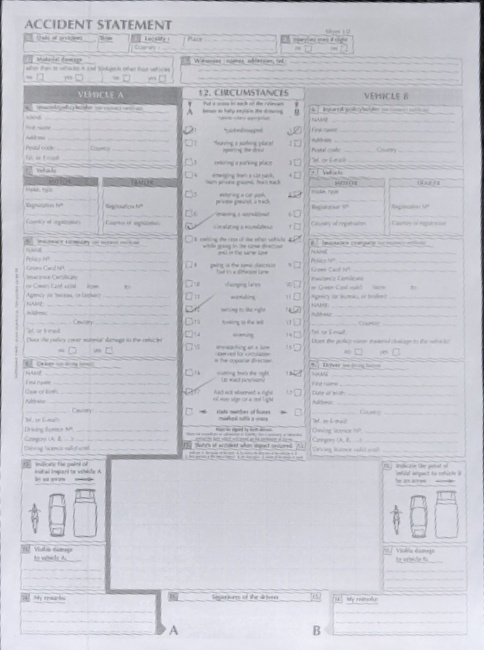 ACCIDENT STATEMENT
1. Date of accident Time
2. Locality: Place:
Country:
3. Injuries even if slight
no yes
4. Material damage
other than to vehicles A and B objects other than vehicles
no yes no yes
5. Witnesses: names, addresses, tel.
VEHICLE A
6. Insured/policyholder
NAME:
First name:
Address:
Postal code: Country:
Tel. or E-mail:
7. Vehicle
MOTOR TRAILER
Make, type
Registration N° Registration N°
Country of registration Country of registration
8. Insurance company
NAME:
Policy N°:
Green Card N°:
Insurance Certificate
or Green Card valid from: to:
Agency (or bureau, or broker):
NAME:
Address:
Country:
Tel. or E-mail:
Does the policy cover material damage to the vehicle?
no yes
9. Driver
NAME:
First name:
Date of birth:
Address:
Country:
Tel. or E-mail:
Driving licence N°:
Category (A, B, ...):
Driving licence valid until:
10. Indicate the point of
initial impact to vehicle A
by an arrow
11. Visible damage
to vehicle A:
14. My remarks:
12. CIRCUMSTANCES
A B
Put a cross in each of the relevant
boxes to help explain the drawing
1 *parked/stopped 1
2 *leaving a parking place/
opening the door 2
3 entering a parking place 3
4 emerging from a car park,
from private ground, from track 4
5 entering a car park,
private ground, a track 5
6 entering a roundabout 6
7 circulating a roundabout 7
8 striking the rear of the other vehicle
while going in the same direction
and in the same lane 8
9 going in the same direction
but in a different lane 9
10 changing lanes 10
11 overtaking 11
12 turning to the right 12
13 turning to the left 13
14 reversing 14
15 encroaching on a lane
reserved for circulation
in the opposite direction 15
16 coming from the right
(at road junctions) 16
17 had not observed a right
of way sign or a red light 17
state number of boxes
marked with a cross
Must be signed by both drivers
13. Sketch of accident when impact occurred 13.
15. Signatures of the drivers 15.
A B
VEHICLE B
6. Insured/policyholder
NAME:
First name:
Address:
Postal code: Country:
Tel. or E-mail:
7. Vehicle
MOTOR TRAILER
Make, type
Registration N° Registration N°
Country of registration Country of registration
8. Insurance company
NAME:
Policy N°:
Green Card N°:
Insurance Certificate
or Green Card valid from: to:
Agency (or bureau, or broker):
NAME:
Address:
Country:
Tel. or E-mail:
Does the policy cover material damage to the vehicle?
no yes
9. Driver
NAME:
First name:
Date of birth:
Address:
Country:
Tel. or E-mail:
Driving licence N°:
Category (A, B, ...):
Driving licence valid until:
10. Indicate the point of
initial impact to vehicle B
by an arrow
11. Visible damage
to vehicle B:
14. My remarks: